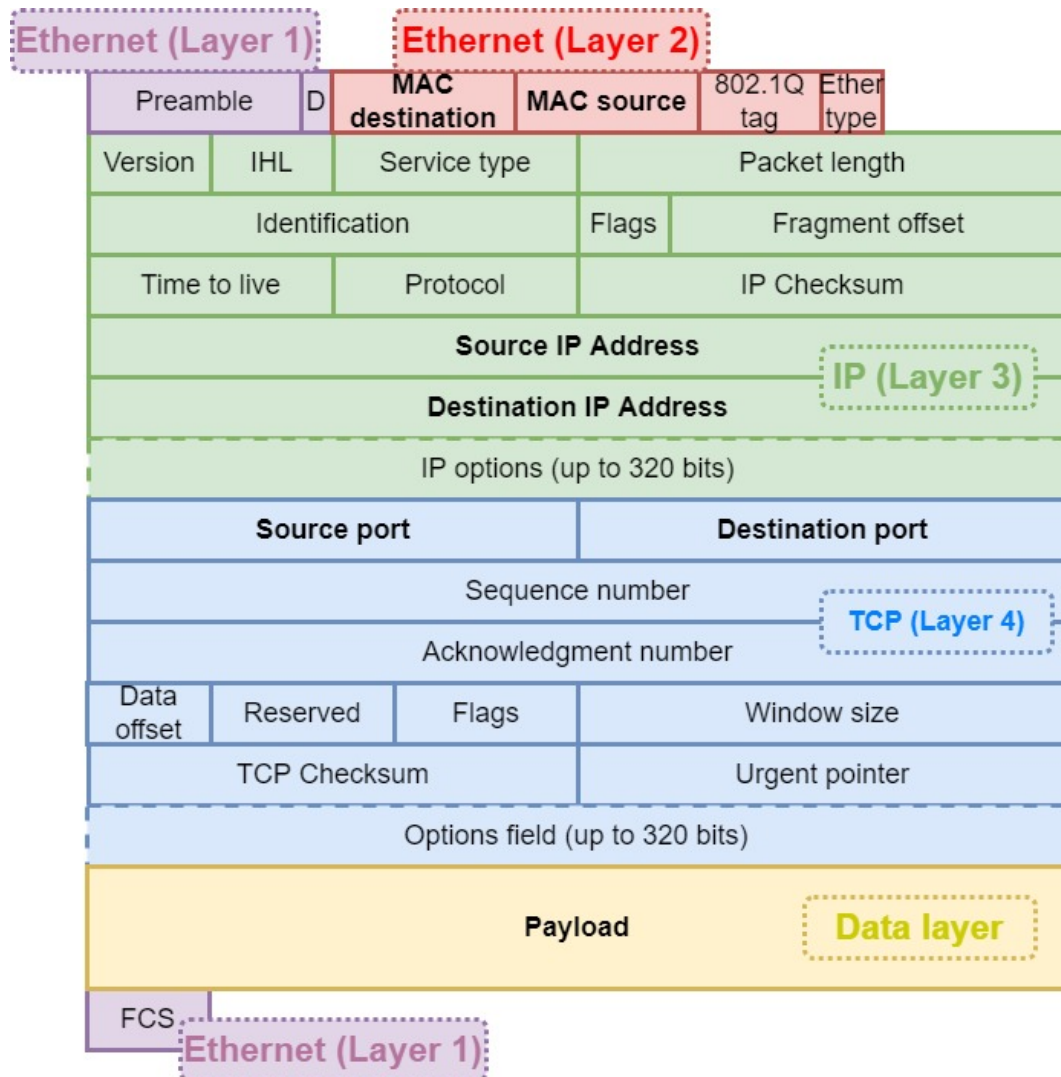 Ethernet (Layer 1)
Ethernet (Layer 2)
Preamble
D
MAC
destination
MAC source
802.1Q
tag
Ether
type
Version
IHL
Service type
Packet length
Identification
Flags
Fragment offset
Time to live
Protocol
IP Checksum
Source IP Address
IP (Layer 3)
Destination IP Address
IP options (up to 320 bits)
Source port
Destination port
Sequence number
TCP (Layer 4)
Acknowledgment number
Data
offset
Reserved
Flags
Window size
TCP Checksum
Urgent pointer
Options field (up to 320 bits)
Payload
Data layer
FCS
Ethernet (Layer 1)